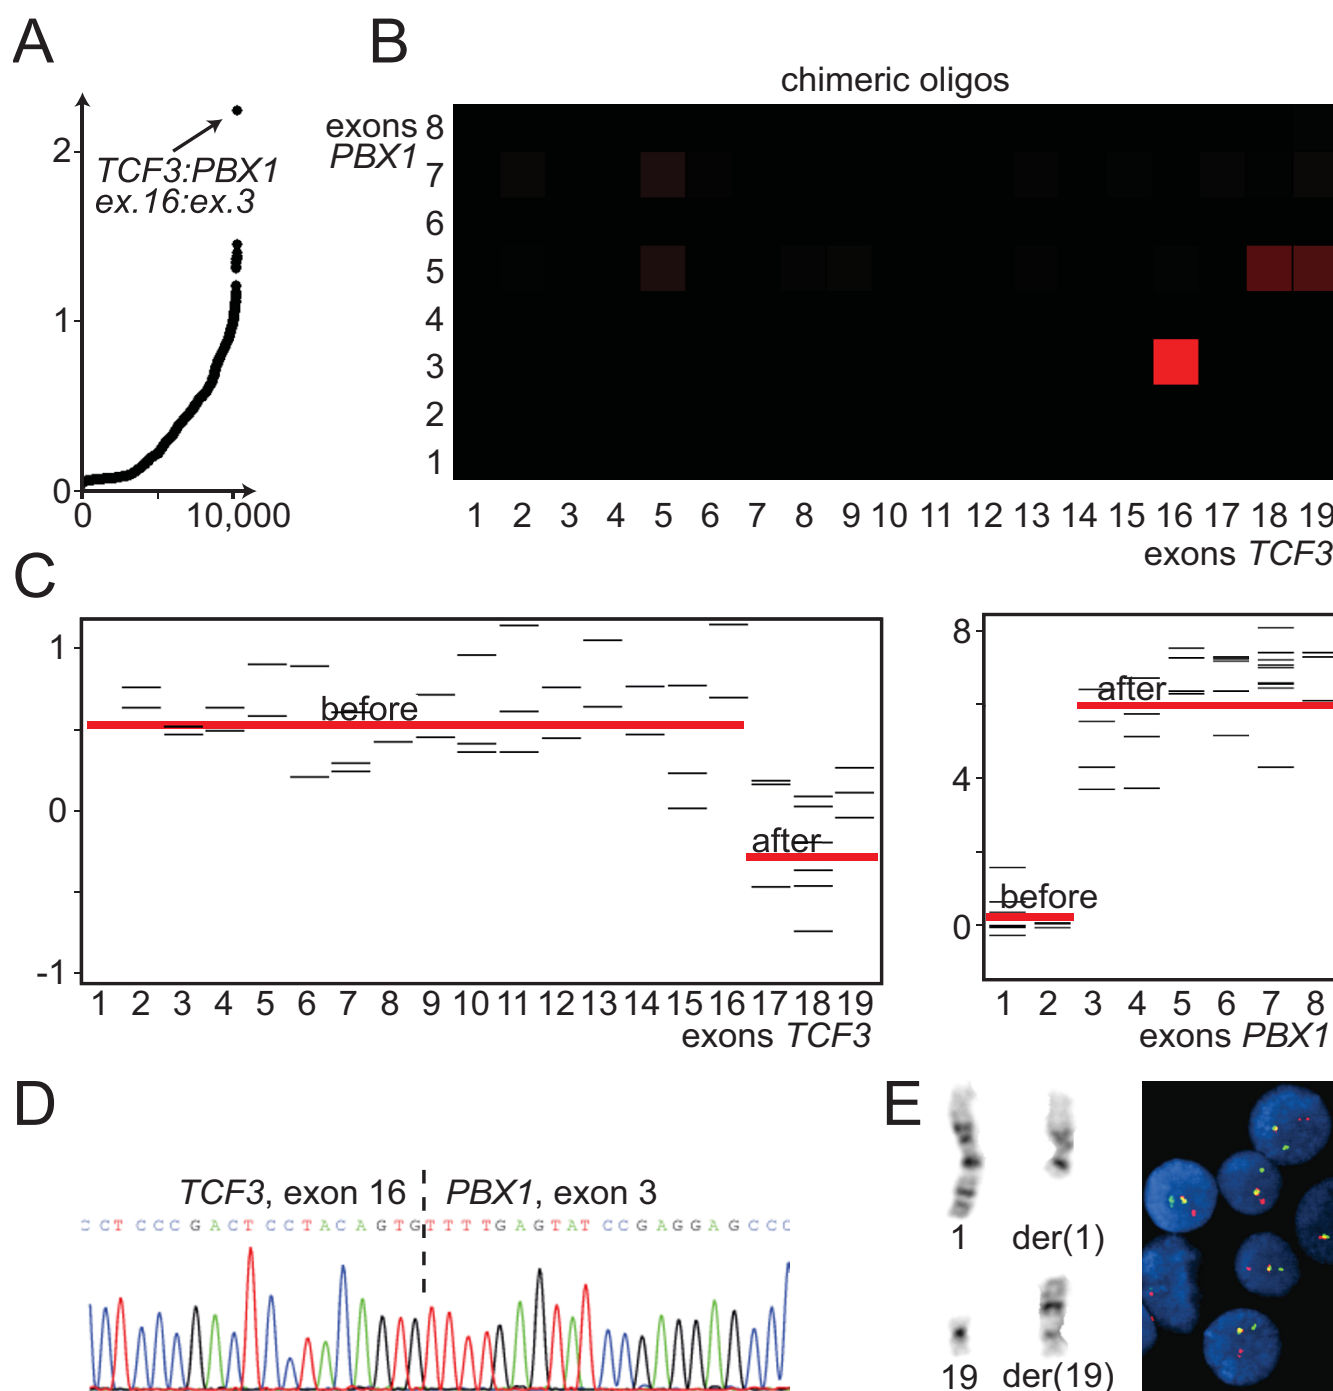 A
2
1
0
0
10,000
TCF3:PBX1
ex.16:ex.3
B
chimeric oligos
exons
PBX1
8
7
6
5
4
3
2
1
1 2 3 4 5 6 7 8 9 10 11 12 13 14 15 16 17 18 19
exons TCF3
C
1
0
-1
before
after
1 2 3 4 5 6 7 8 9 10 11 12 13 14 15 16 17 18 19
exons TCF3
8
4
0
after
before
1 2 3 4 5 6 7 8
exons PBX1
D
TCF3, exon 16
PBX1, exon 3
C C T C C C G A C T C C T A C A G T G T T T T G A G T A T C C G A G G A G C C C
E
1
der(1)
19
der(19)